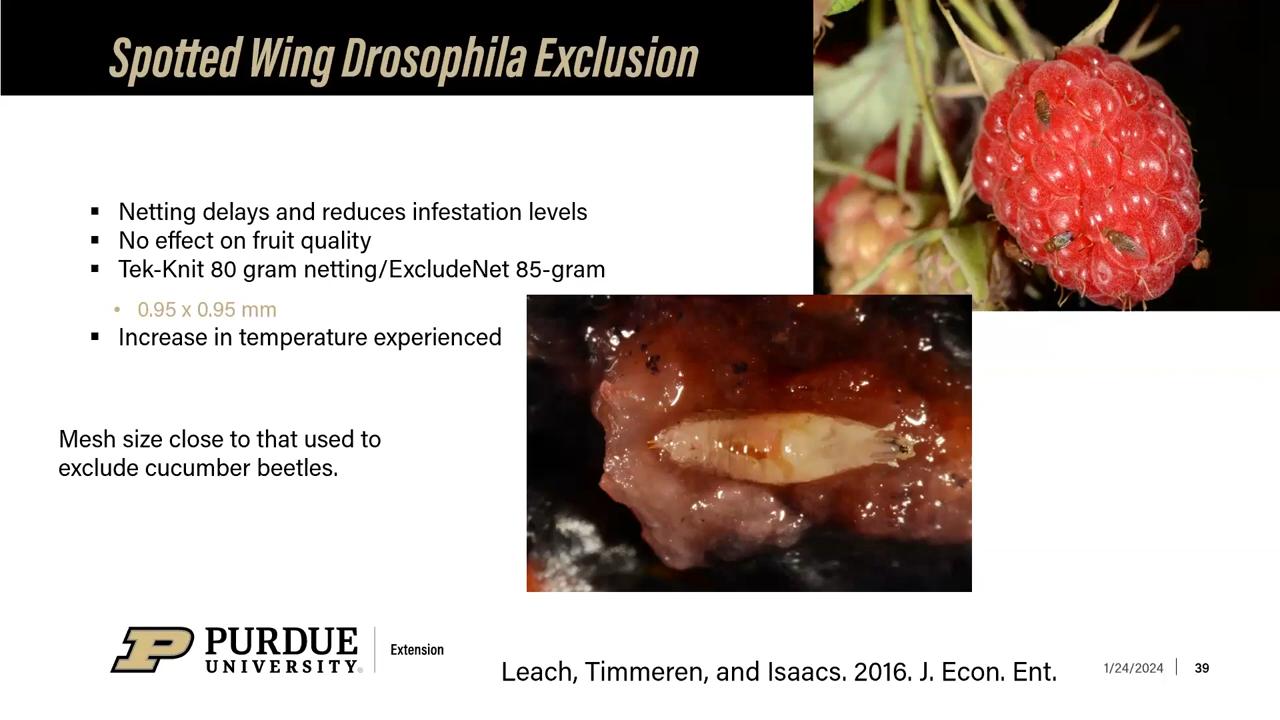 Spotted Wing Drosophila Exclusion
▪ Netting delays and reduces infestation levels
▪ No effect on fruit quality
▪ Tek-Knit 80 gram netting/ExcludeNet 85-gram
• 0.95 x 0.95 mm
▪ Increase in temperature experienced
Mesh size close to that used to
exclude cucumber beetles.
PURDUE
UNIVERSITY®
Extension
Leach, Timmeren, and Isaacs. 2016. J. Econ. Ent.
1/24/2024 | 39